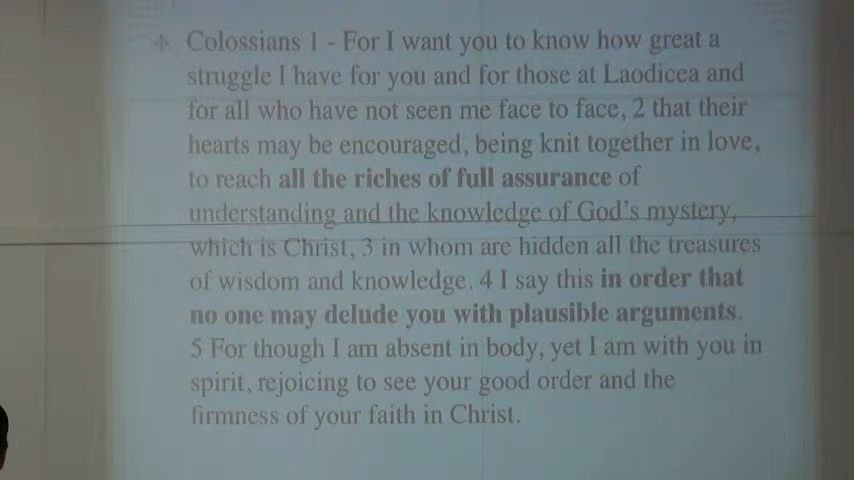 Colossians 1 - For I want you to know how great a
struggle I have for you and for those at Laodicea and
for all who have not seen me face to face, 2 that their
hearts may be encouraged, being knit together in love,
to reach all the riches of full assurance of
understanding and the knowledge of God's mystery,
which is Christ, 3 in whom are hidden all the treasures
of wisdom and knowledge. 4 I say this in order that
no one may delude you with plausible arguments.
5 For though I am absent in body, yet I am with you in
spirit, rejoicing to see your good order and the
firmness of your faith in Christ.